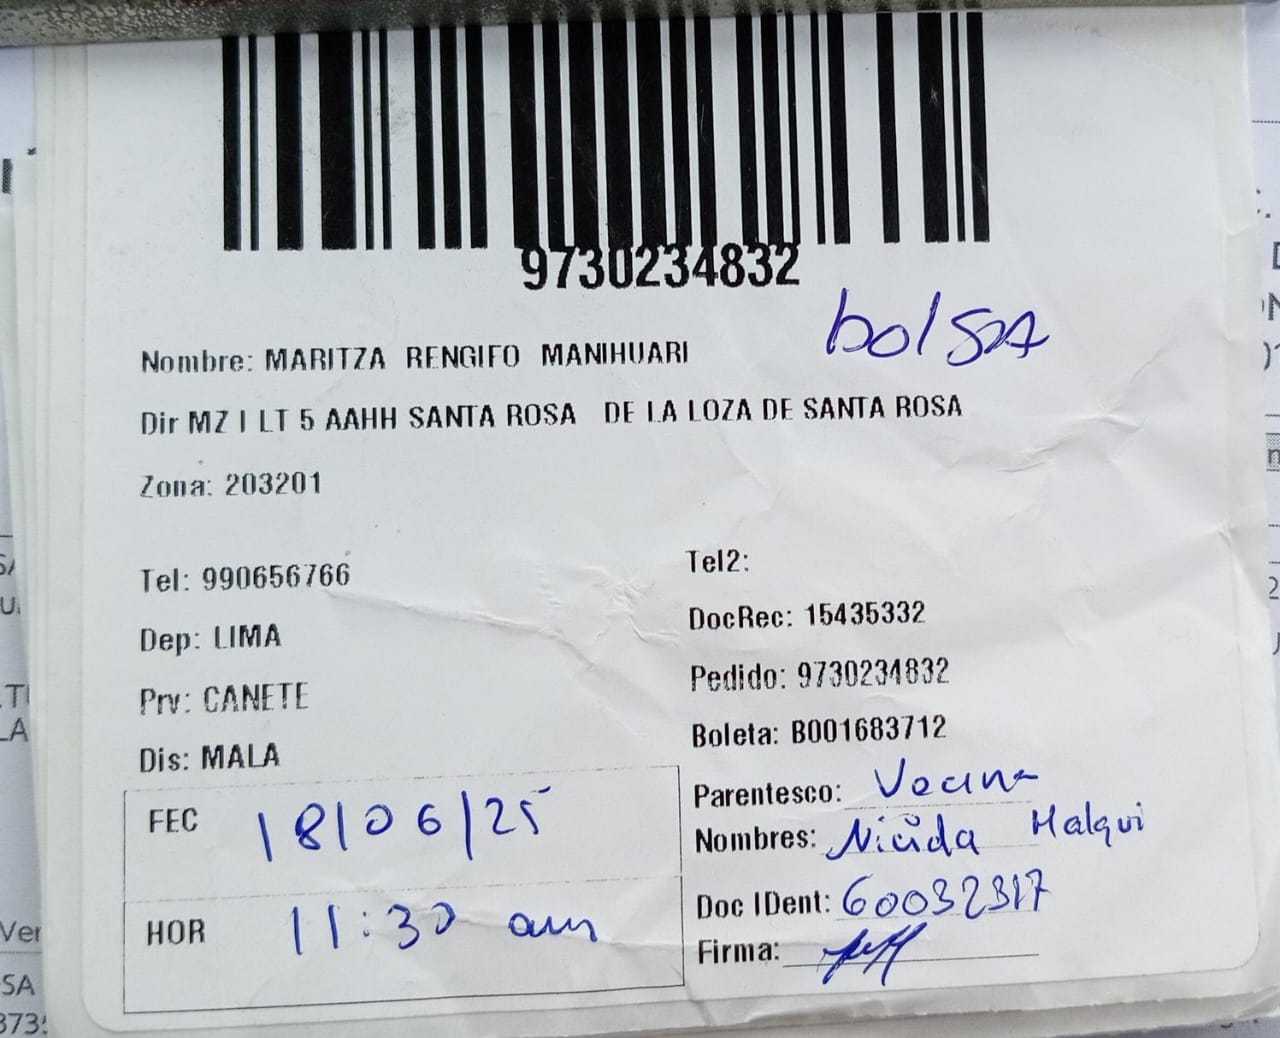 9730234832
bolsa
Nombre: MARITZA RENGIFO MANIHUARI
Dir MZ I LT 5 AAHH SANTA ROSA DE LA LOZA DE SANTA ROSA
Zona: 203201
Tel: 990656766
Tel2:
Dep: LIMA
DocRec: 15435332
Prv: CANETE
Pedido: 9730234832
Dis: MALA
Boleta: B001683712
FEC 18/06/25
Parentesco: Vecina
Nombres: Malqui
HOR 11:30 am
Doc IDent: 60032317
Firma: